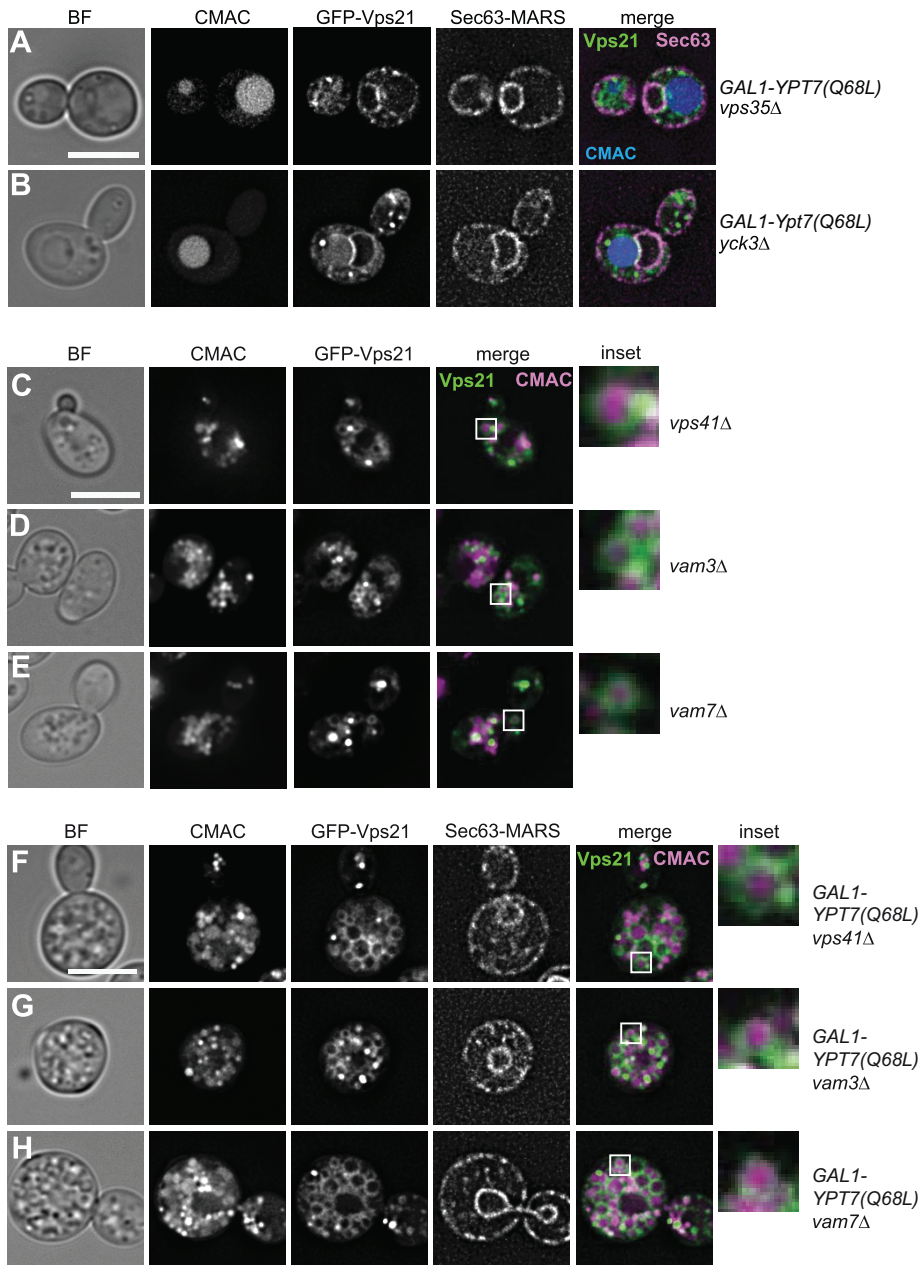 BF CMAC GFP-Vps21 Sec63-MARS merge
A
Vps21 Sec63
CMAC
GAL1-YPT7(Q68L)
vps35Δ
B
GAL1-Ypt7(Q68L)
yck3Δ
BF CMAC GFP-Vps21 merge inset
C
Vps21 CMAC
vps41Δ
D
vam3Δ
E
vam7Δ
BF CMAC GFP-Vps21 Sec63-MARS merge inset
F
Vps21 CMAC
GAL1-
YPT7(Q68L)
vps41Δ
G
GAL1-
YPT7(Q68L)
vam3Δ
H
GAL1-
YPT7(Q68L)
vam7Δ